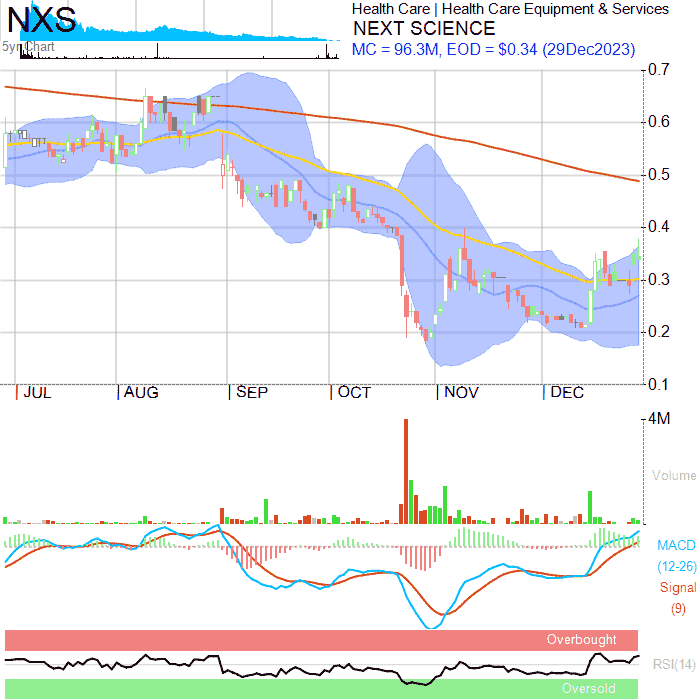 NXS
5yr Chart
Health Care | Health Care Equipment & Services
NEXT SCIENCE
MC = 96.3M, EOD = $0.34 (29Dec2023)
0.7
0.6
0.5
0.4
0.3
0.2
0.1
JUL AUG SEP OCT NOV DEC
4M
Volume
MACD
(12-26)
Signal
(9)
Overbought
RSI(14)
Oversold